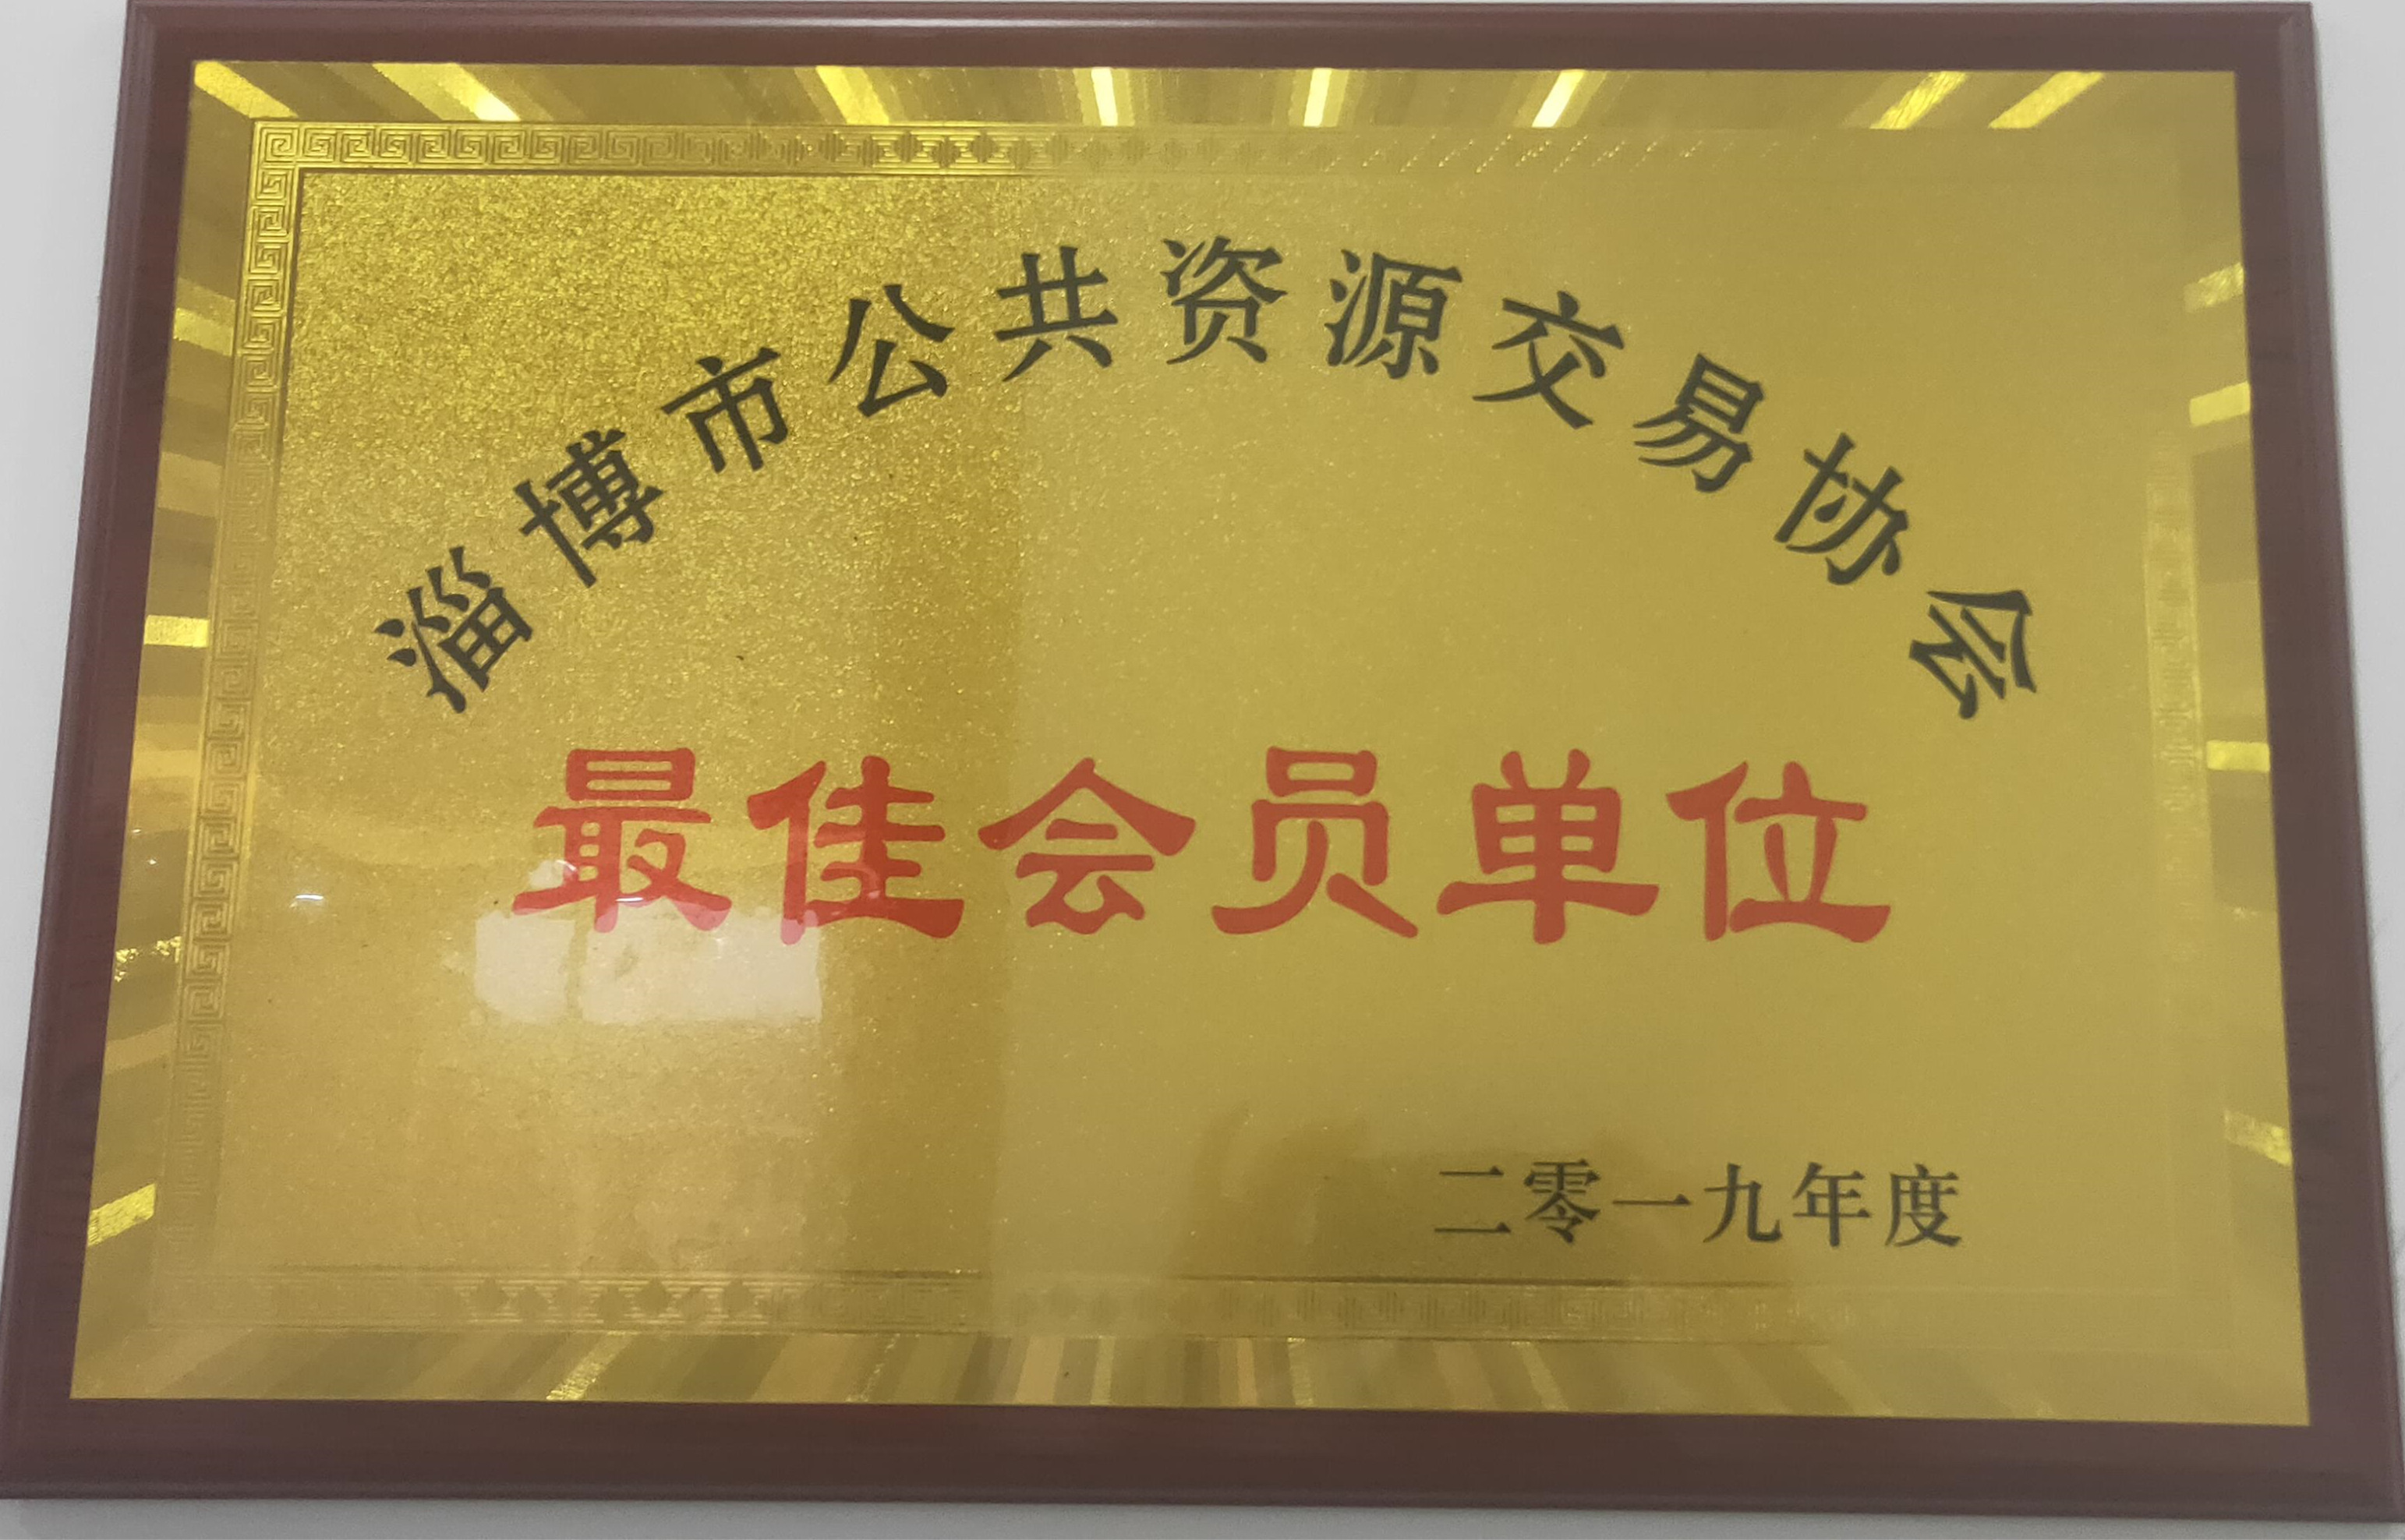 淄博市公共资源交易协会
最佳会员单位
二零一九年度